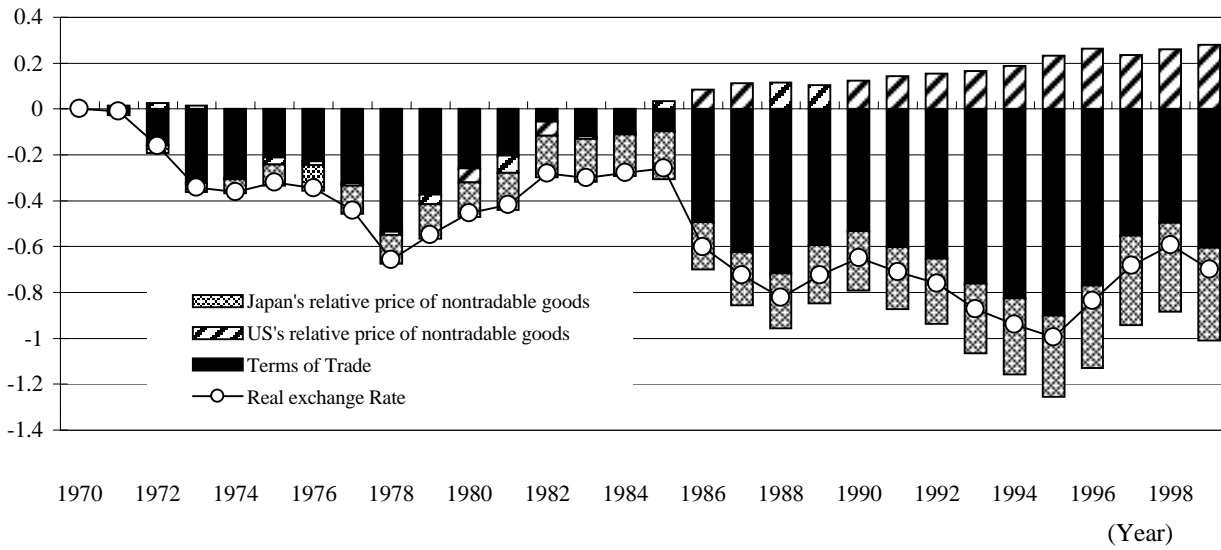 0.4
0.2
0
-0.2
-0.4
-0.6
-0.8
-1
-1.2
-1.4
Japan's relative price of nontradable goods
US's relative price of nontradable goods
Terms of Trade
Real exchange Rate
1970 1972 1974 1976 1978 1980 1982 1984 1986 1988 1990 1992 1994 1996 1998
(Year)